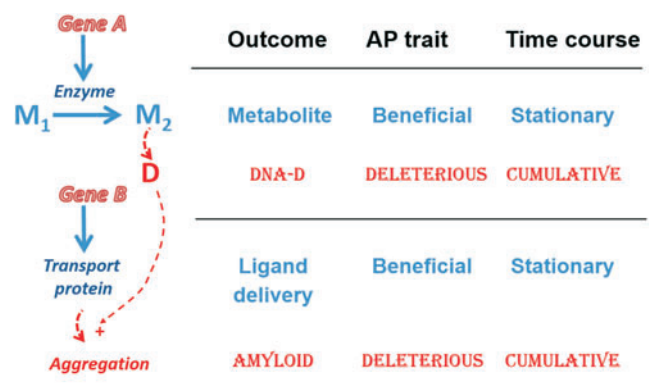 Gene A
Outcome AP trait Time course
Enzyme
M1 M2 Metabolite Beneficial Stationary
D DNA-D DELETERIOUS CUMULATIVE
Gene B
Transport protein
Ligand delivery Beneficial Stationary
+
Aggregation AMYLOID DELETERIOUS CUMULATIVE